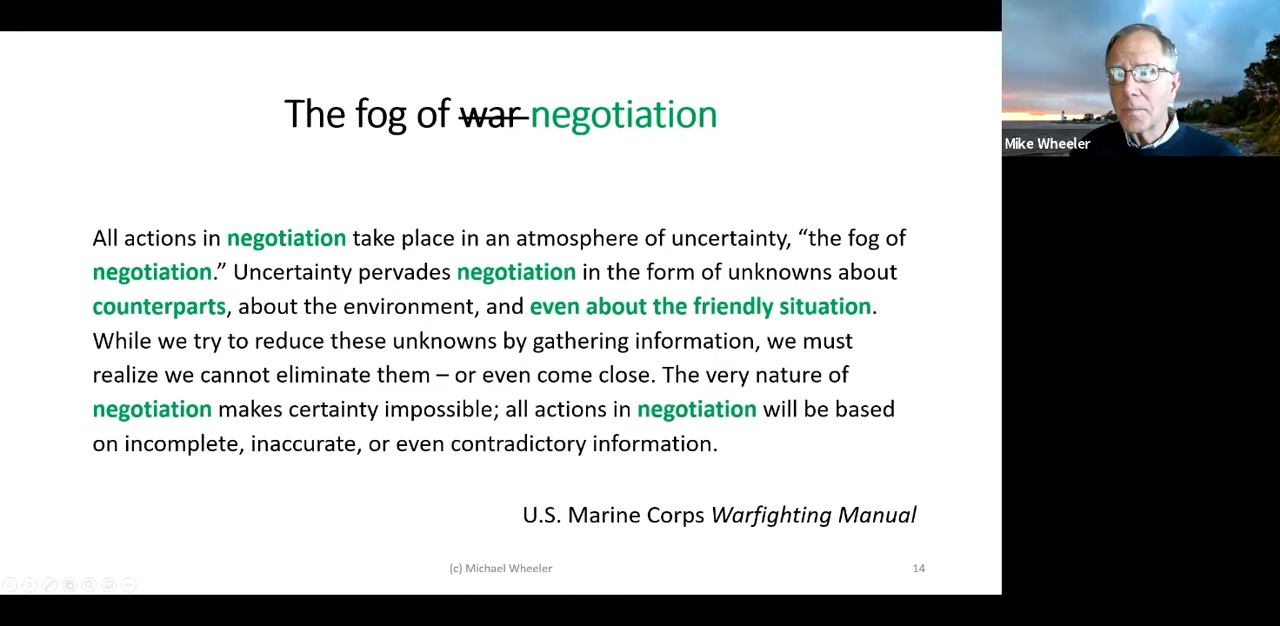 The fog of war negotiation
All actions in negotiation take place in an atmosphere of uncertainty, “the fog of
negotiation.” Uncertainty pervades negotiation in the form of unknowns about
counterparts, about the environment, and even about the friendly situation.
While we try to reduce these unknowns by gathering information, we must
realize we cannot eliminate them – or even come close. The very nature of
negotiation makes certainty impossible; all actions in negotiation will be based
on incomplete, inaccurate, or even contradictory information.
U.S. Marine Corps Warfighting Manual
(c) Michael Wheeler
14
Mike Wheeler